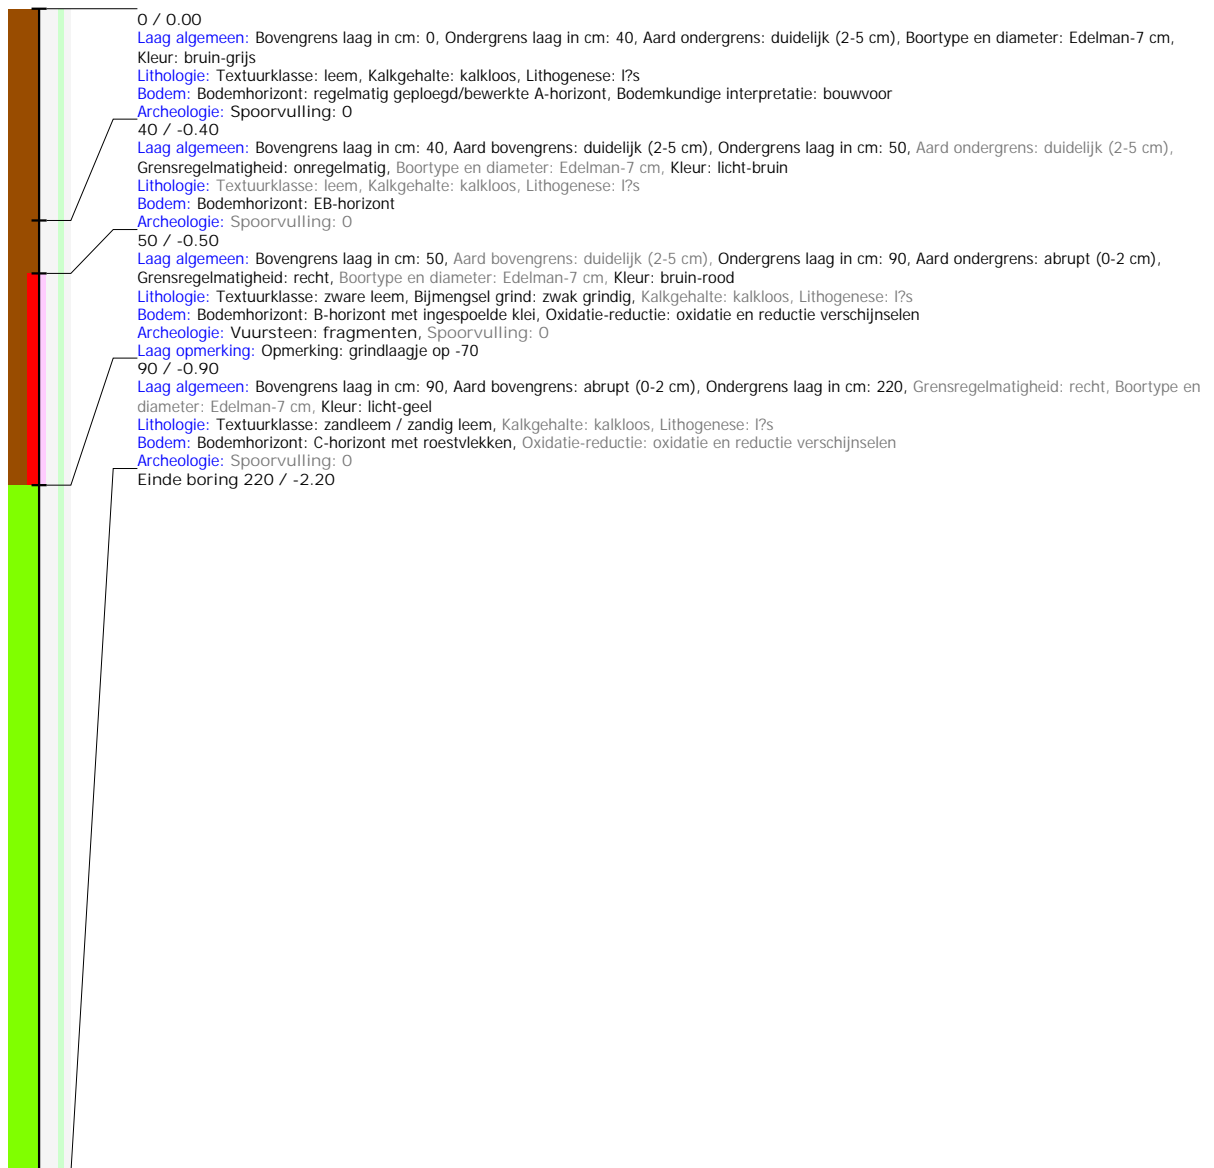 0 / 0.00
Laag algemeen: Bovengrens laag in cm: 0, Ondergrens laag in cm: 40, Aard ondergrens: duidelijk (2-5 cm), Boortype en diameter: Edelman-7 cm,
Kleur: bruin-grijs
Lithologie: Textuurklasse: leem, Kalkgehalte: kalkloos, Lithogenese: l?s
Bodem: Bodemhorizont: regelmatig geploegd/bewerkte A-horizont, Bodemkundige interpretatie: bouwvoor
Archeologie: Spoorvulling: 0
40 / -0.40
Laag algemeen: Bovengrens laag in cm: 40, Aard bovengrens: duidelijk (2-5 cm), Ondergrens laag in cm: 50, Aard ondergrens: duidelijk (2-5 cm),
Grensregelmatigheid: onregelmatig, Boortype en diameter: Edelman-7 cm, Kleur: licht-bruin
Lithologie: Textuurklasse: leem, Kalkgehalte: kalkloos, Lithogenese: l?s
Bodem: Bodemhorizont: EB-horizont
Archeologie: Spoorvulling: 0
50 / -0.50
Laag algemeen: Bovengrens laag in cm: 50, Aard bovengrens: duidelijk (2-5 cm), Ondergrens laag in cm: 90, Aard ondergrens: abrupt (0-2 cm),
Grensregelmatigheid: recht, Boortype en diameter: Edelman-7 cm, Kleur: bruin-rood
Lithologie: Textuurklasse: zware leem, Bijmengsel grind: zwak grindig, Kalkgehalte: kalkloos, Lithogenese: l?s
Bodem: Bodemhorizont: B-horizont met ingespoelde klei, Oxidatie-reductie: oxidatie en reductie verschijnselen
Archeologie: Vuursteen: fragmenten, Spoorvulling: 0
Laag opmerking: Opmerking: grindlaagje op -70
90 / -0.90
Laag algemeen: Bovengrens laag in cm: 90, Aard bovengrens: abrupt (0-2 cm), Ondergrens laag in cm: 220, Grensregelmatigheid: recht, Boortype en
diameter: Edelman-7 cm, Kleur: licht-geel
Lithologie: Textuurklasse: zandleem / zandig leem, Kalkgehalte: kalkloos, Lithogenese: l?s
Bodem: Bodemhorizont: C-horizont met roestvlekken, Oxidatie-reductie: oxidatie en reductie verschijnselen
Archeologie: Spoorvulling: 0
Einde boring 220 / -2.20